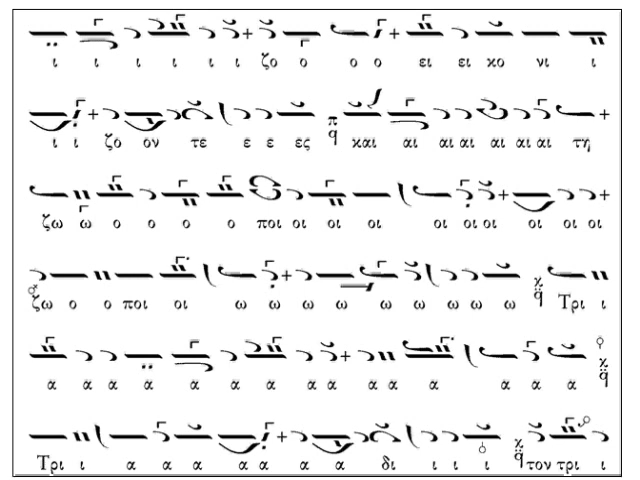 ι ι ι ι ι ι ζο ο ο ο ει ει κο νι ι
ι ι ζο ον τε ε ε ες π q και αι αι αι αι αι αι τη
ζω ω ο ο ο ο ποι οι οι οι οι οι οι οι οι οι
ζω ο ο ποι οι ω ω ω ω ω ω ω ω ω χ q Τρι ι
α α α α α α α α α α α α α α χ q
Τρι ι α α α α α α α δι ι ι ι χ q τον τρι ι